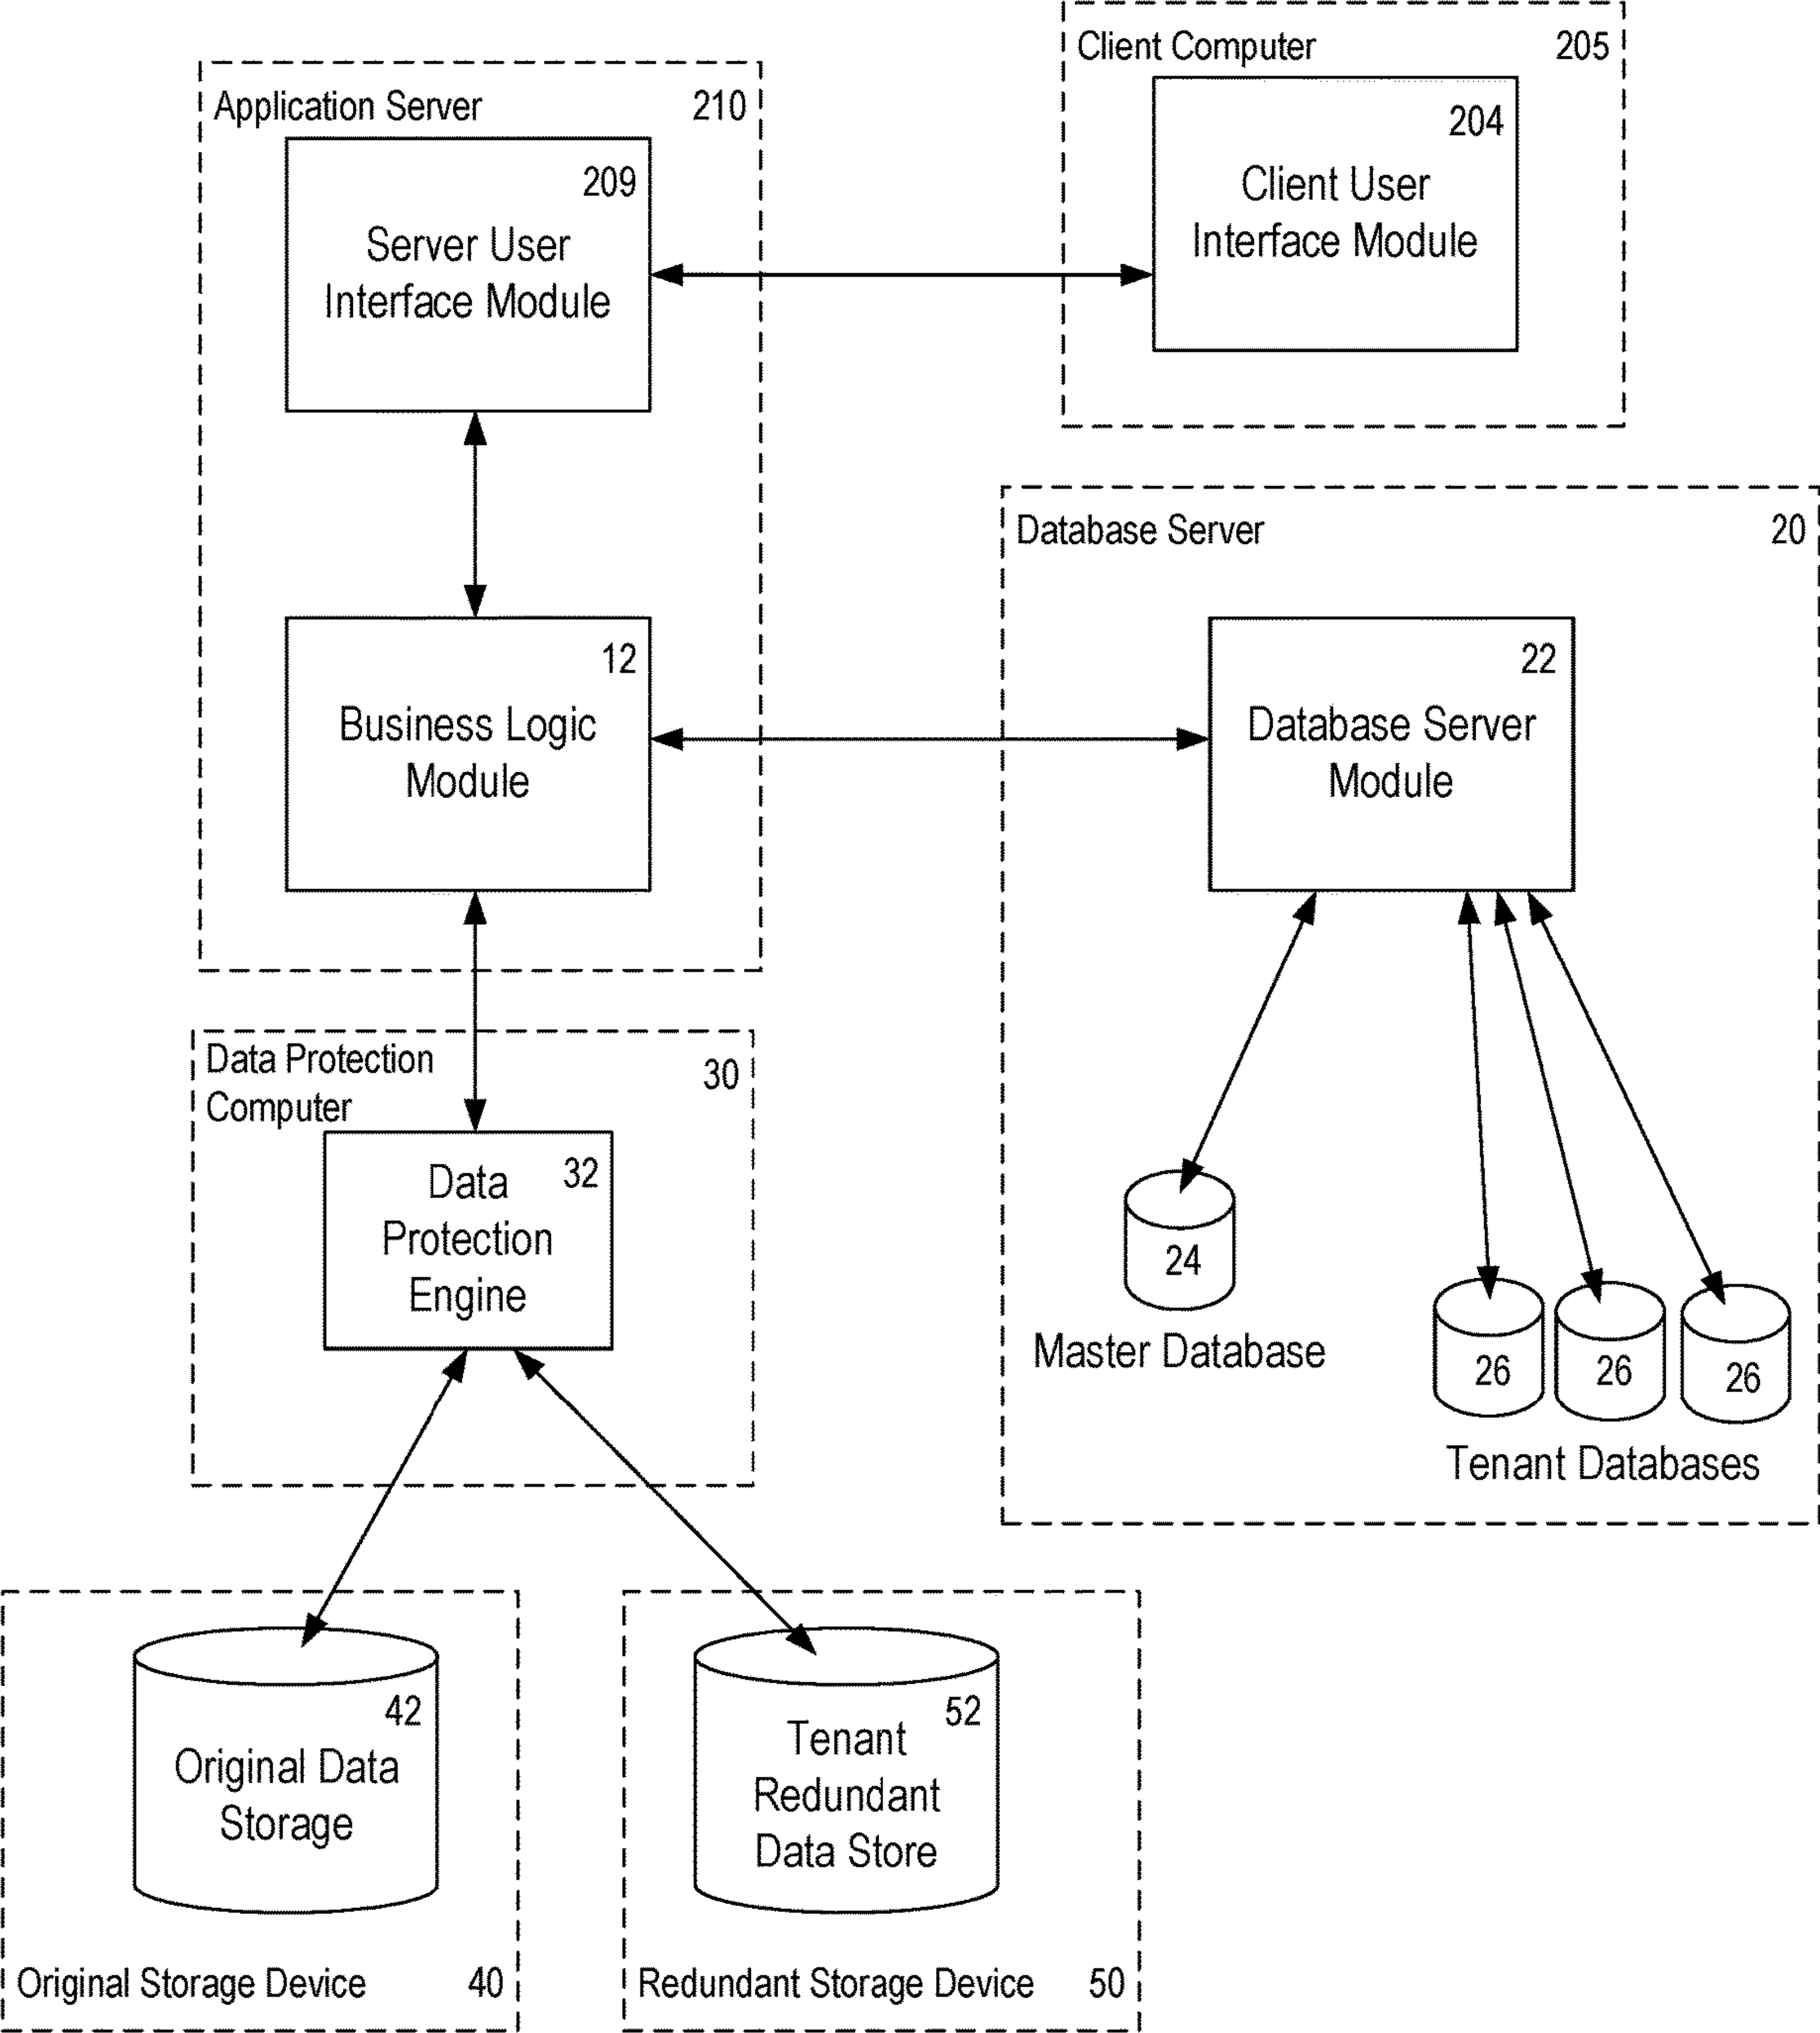 Client Computer 205
204
Client User
Interface Module
Application Server 210
209
Server User
Interface Module
Database Server 20
12
Business Logic
Module
22
Database Server
Module
Data Protection
Computer
30
32
Data
Protection
Engine
24
Master Database
26 26 26
Tenant Databases
42
Original Data
Storage
Original Storage Device 40
52
Tenant
Redundant
Data Store
Redundant Storage Device 50